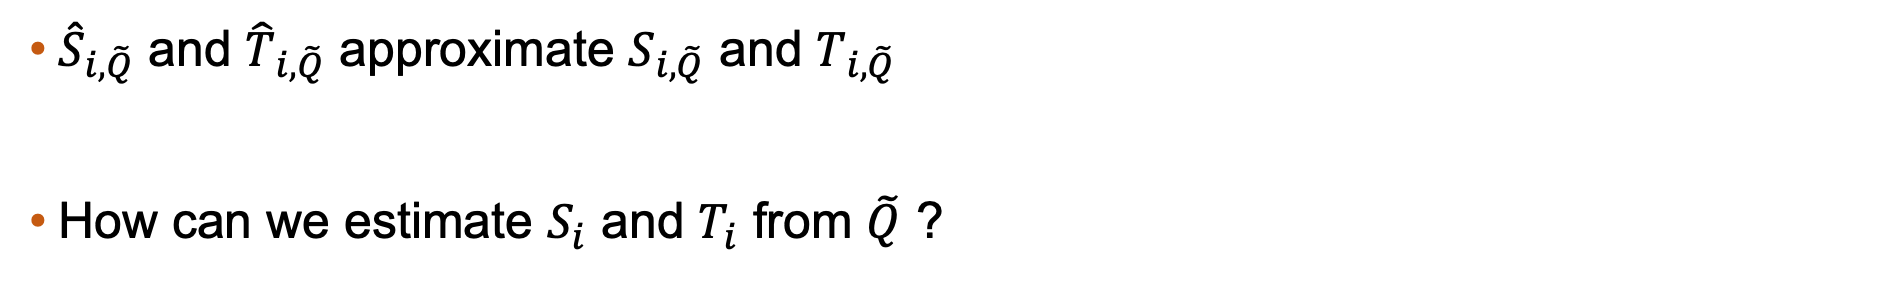 • Ŝ_{i,Q̃} and T̂_{i,Q̃} approximate S_{i,Q̃} and T_{i,Q̃}
• How can we estimate S_i and T_i from Q̃ ?